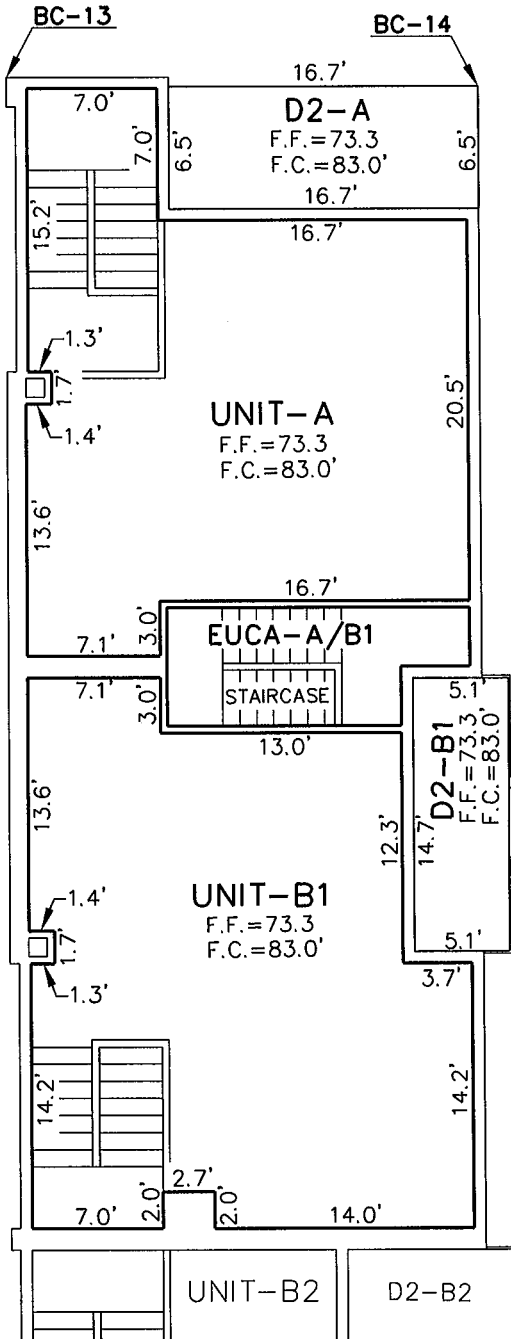 BC-13
BC-14
16.7'
7.0'
D2-A
F.F.=73.3
F.C.=83.0'
7.0'
6.5'
6.5'
16.7'
16.7'
15.2'
1.3'
1.7'
1.4'
UNIT-A
F.F.=73.3
F.C.=83.0'
20.5'
13.6'
16.7'
3.0'
7.1'
EUCA-A/B1
STAIRCASE
7.1'
3.0'
5.1'
13.0'
D2-B1
F.F.=73.3
F.C.=83.0'
13.6'
12.3'
14.7'
1.4'
1.7'
1.3'
UNIT-B1
F.F.=73.3
F.C.=83.0'
5.1'
3.7'
14.2'
14.2'
2.7'
2.0'
2.0'
7.0'
14.0'
UNIT-B2
D2-B2